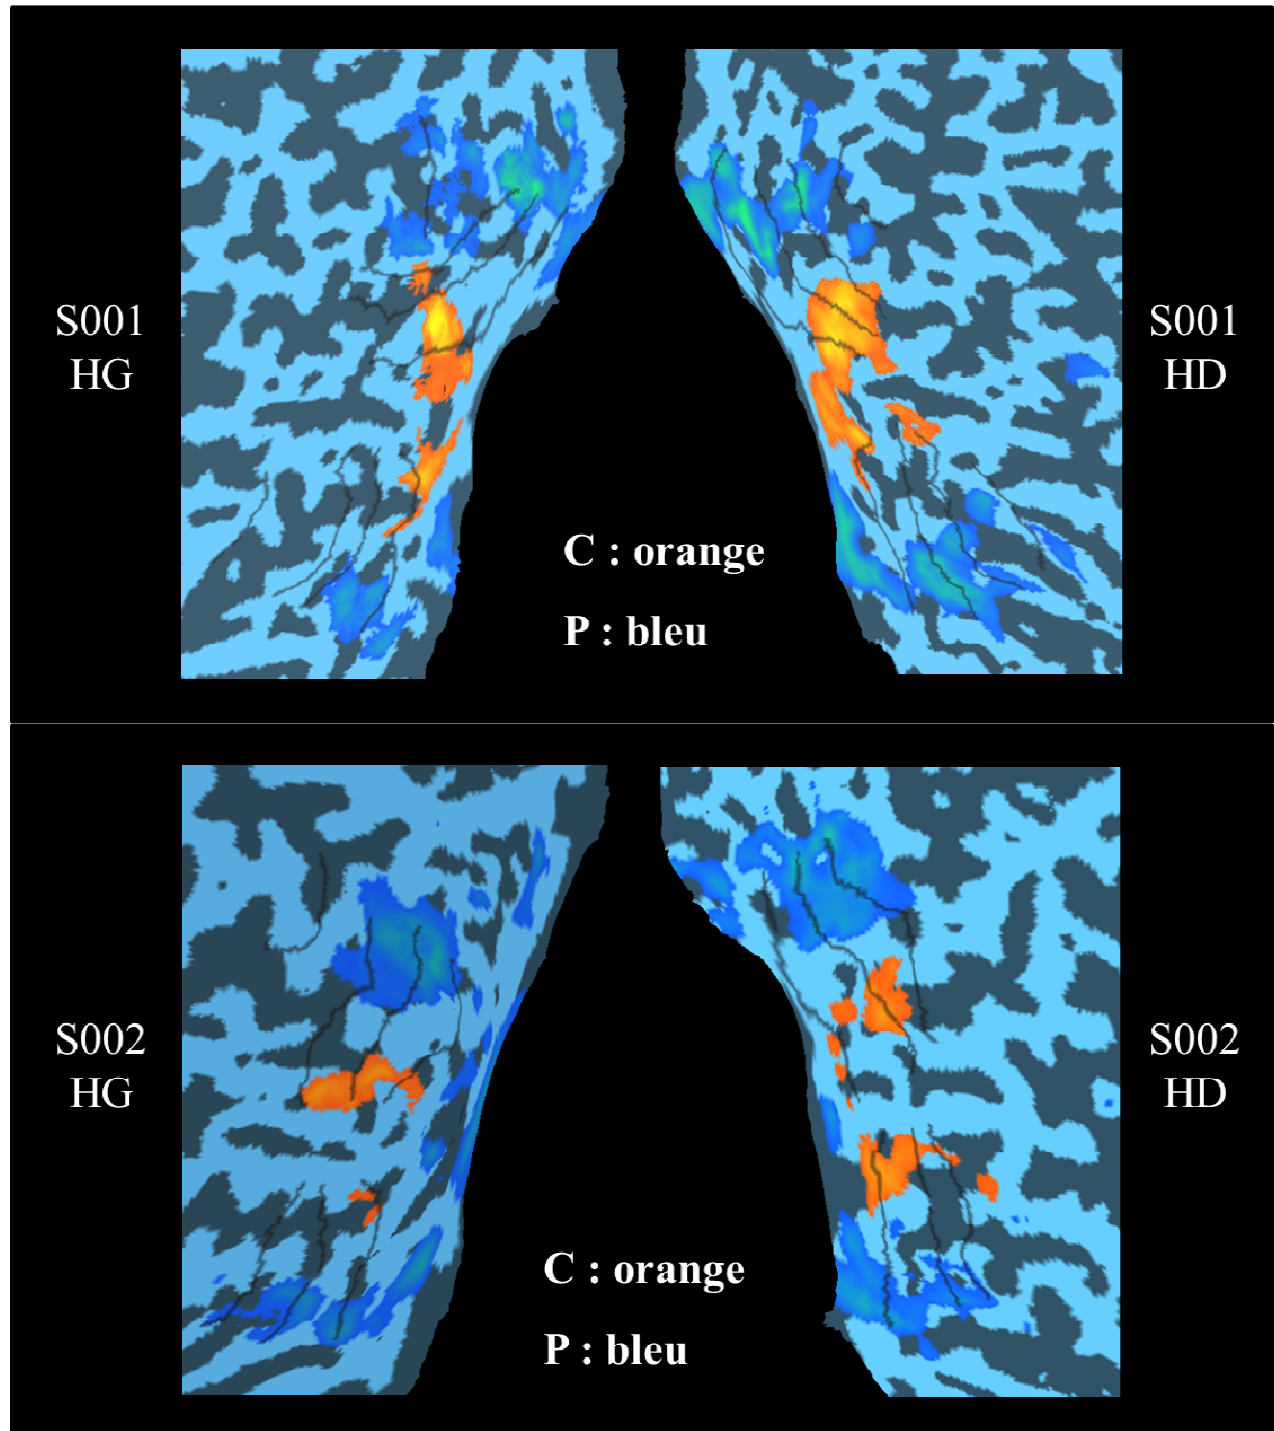 S001
HG
S001
HD
C : orange
P : bleu
S002
HG
S002
HD
C : orange
P : bleu